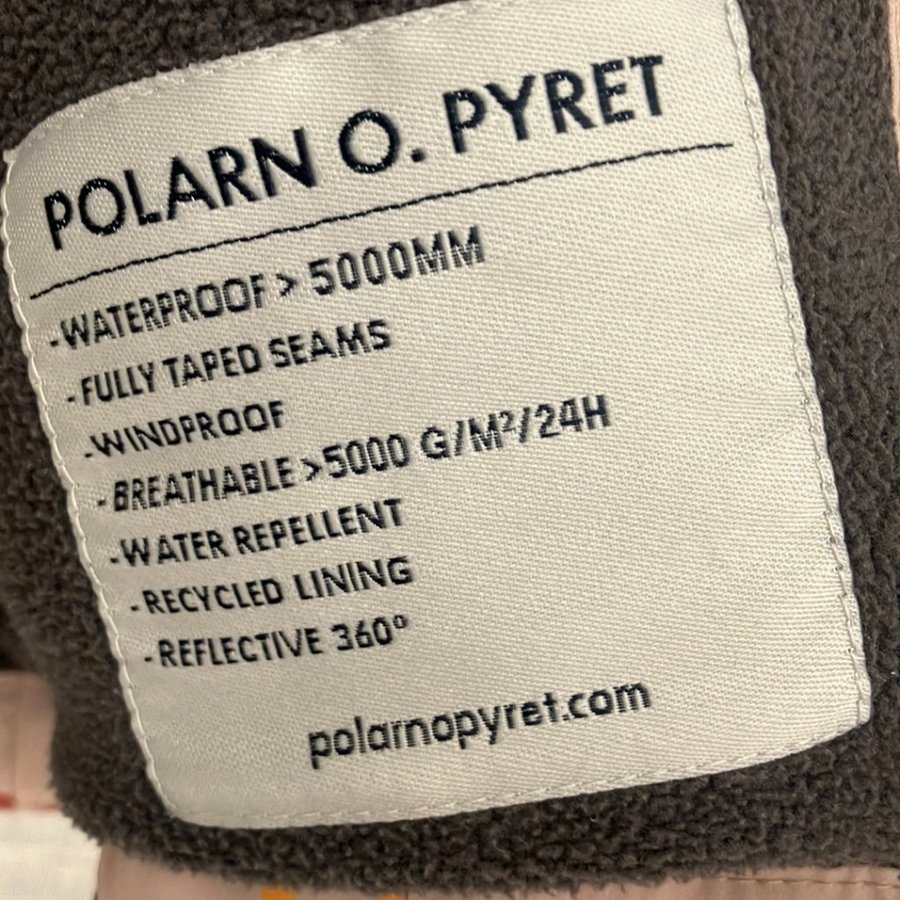 POLARN O. PYRET
-WATERPROOF > 5000MM
-FULLY TAPED SEAMS
-WINDPROOF
-BREATHABLE >5000 G/M²/24H
-WATER REPELLENT
-RECYCLED LINING
-REFLECTIVE 360°
polarnopyret.com